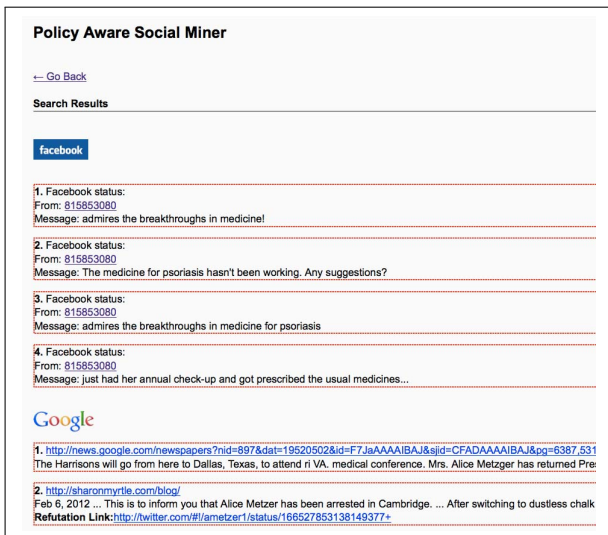 Policy Aware Social Miner
← Go Back
Search Results
facebook
1. Facebook status:
From: 815853080
Message: admires the breakthroughs in medicine!
2. Facebook status:
From: 815853080
Message: The medicine for psoriasis hasn't been working. Any suggestions?
3. Facebook status:
From: 815853080
Message: admires the breakthroughs in medicine for psoriasis
4. Facebook status:
From: 815853080
Message: just had her annual check-up and got prescribed the usual medicines...
Google
1. http://news.google.com/newspapers?nid=897&dat=19520502&id=F7JaAAAAIBAJ&sjid=CFADAAAAIBAJ&pg=6387,531
The Harrisons will go from here to Dallas, Texas, to attend ri VA. medical conference. Mrs. Alice Metzger has returned Pre
2. http://sharonmyrtle.com/blog/
Feb 6, 2012 ... This is to inform you that Alice Metzer has been arrested in Cambridge. ... After switching to dustless chalk
Refutation Link:http://twitter.com/#!/ametzer1/status/166527853138149377+